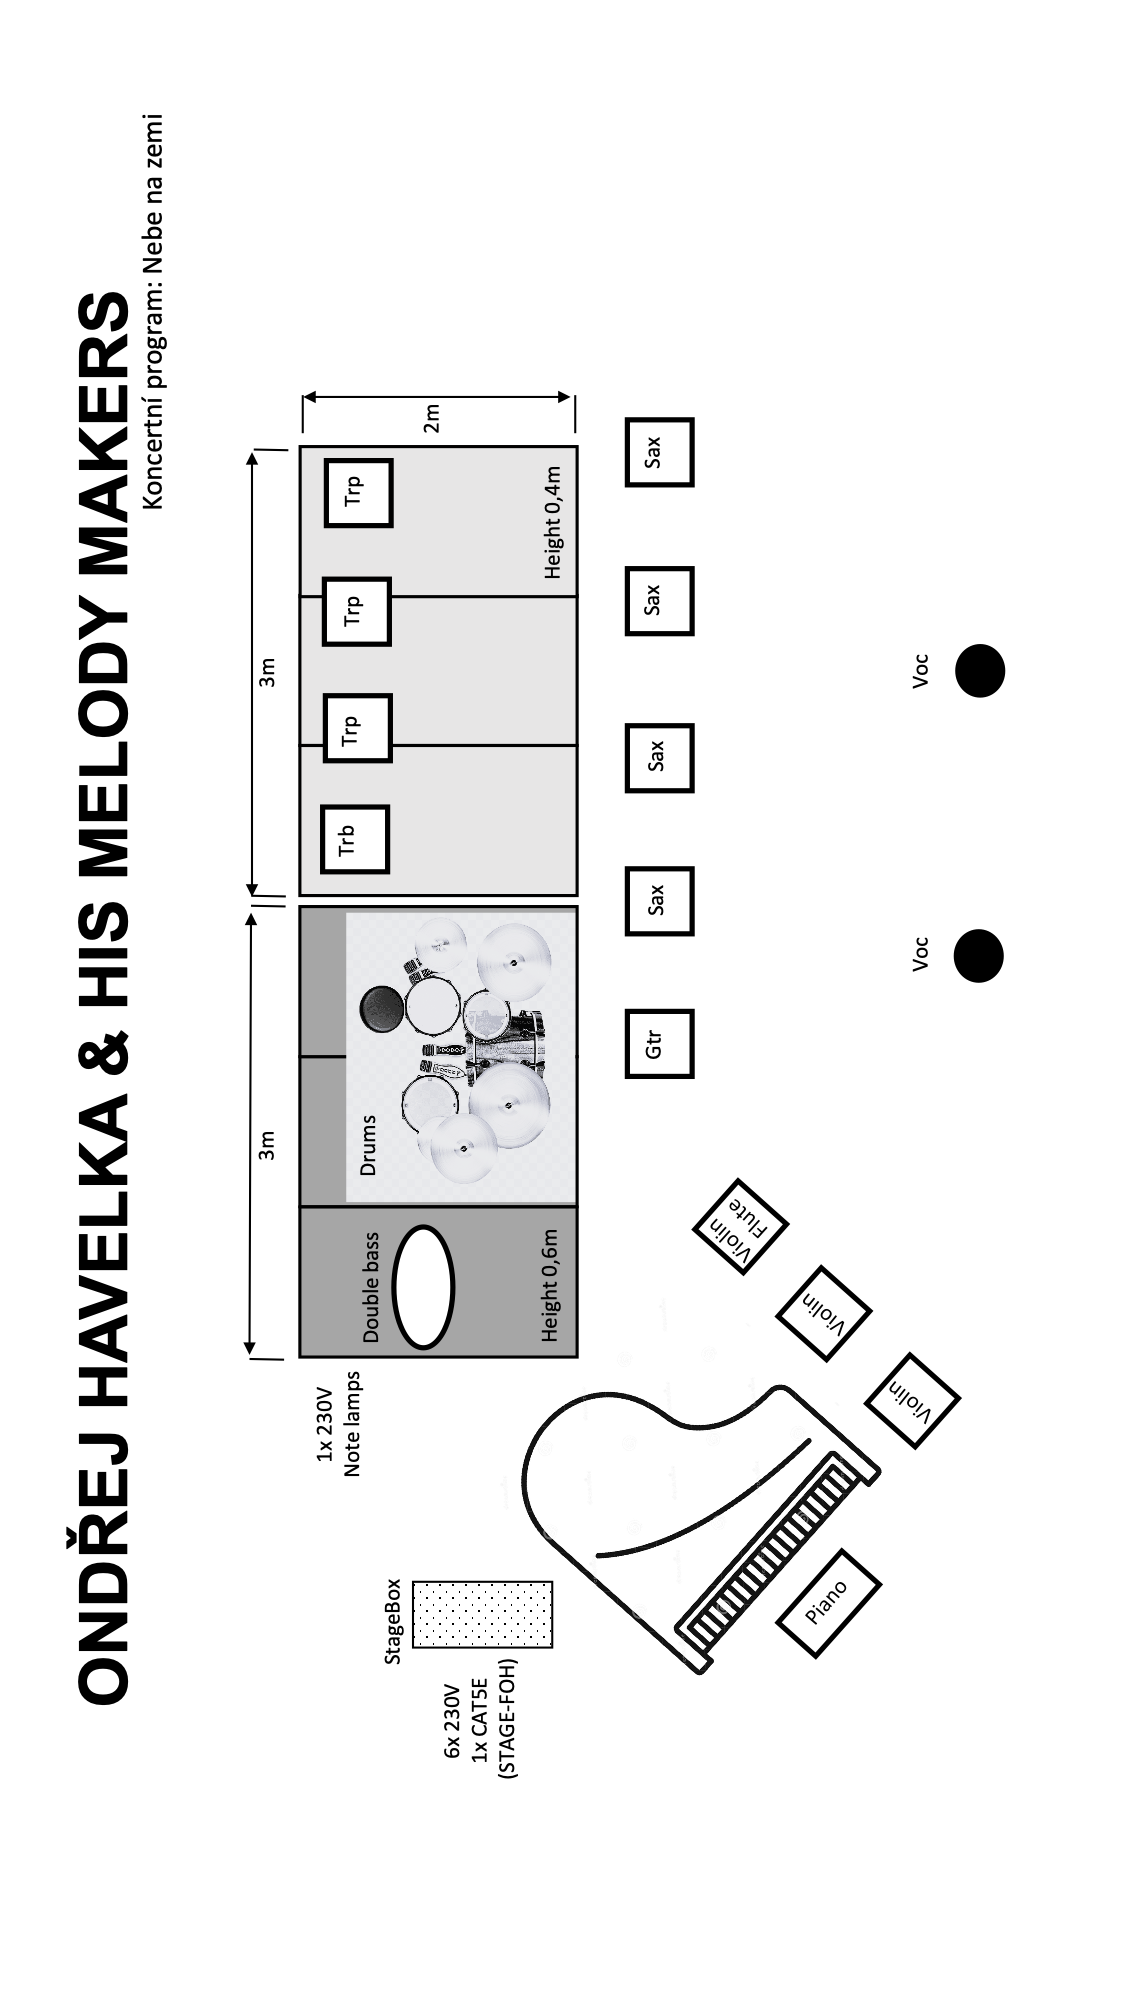 ONDŘEJ HAVELKA & HIS MELODY MAKERS
Koncertní program: Nebe na zemi
3m
3m
2m
1x 230V
Note lamps
Double bass
Drums
Trb
Trp
Trp
Trp
Height 0,6m
Height 0,4m
StageBox
6x 230V
1x CAT5E
(STAGE-FOH)
Gtr
Sax
Sax
Sax
Sax
Violin
Flute
Violin
Violin
Piano
Voc
Voc